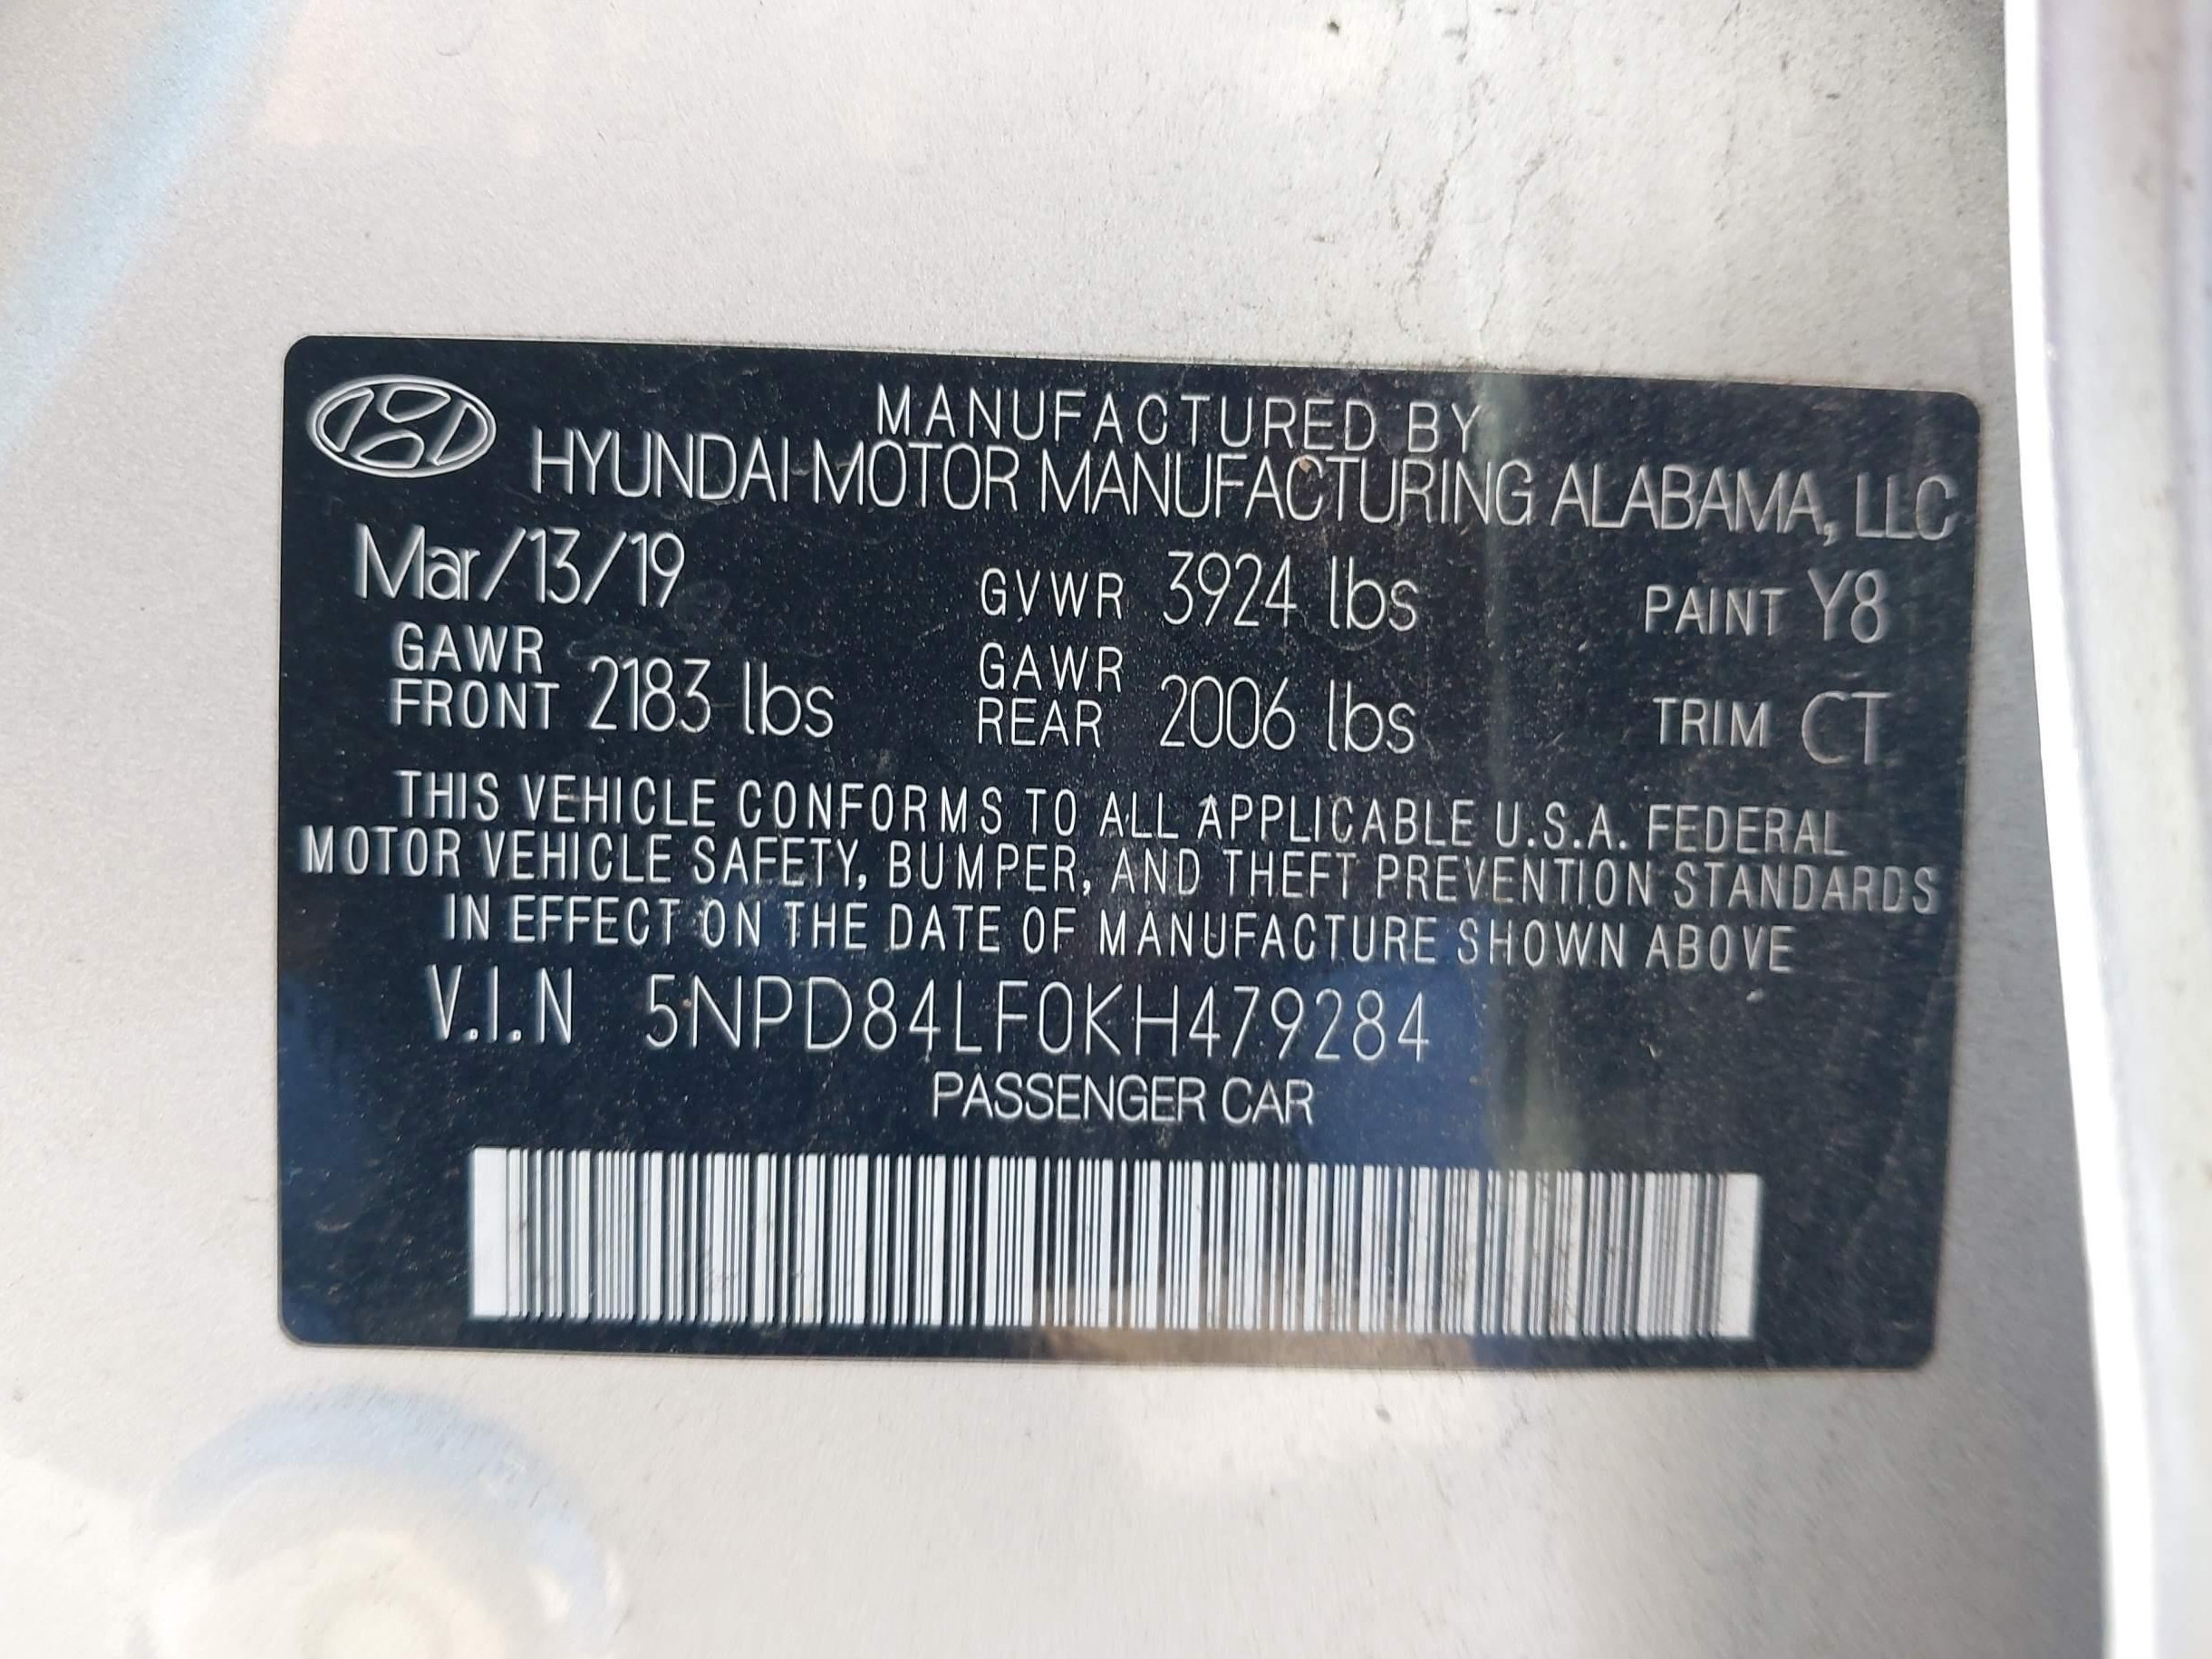 MANUFACTURED BY
HYUNDAI MOTOR MANUFACTURING ALABAMA, LLC
Mar/13/19 GVWR 3924 lbs PAINT Y8
GAWR FRONT 2183 lbs GAWR REAR 2006 lbs TRIM CT
THIS VEHICLE CONFORMS TO ALL APPLICABLE U.S.A. FEDERAL
MOTOR VEHICLE SAFETY, BUMPER, AND THEFT PREVENTION STANDARDS
IN EFFECT ON THE DATE OF MANUFACTURE SHOWN ABOVE
V.I.N 5NPD84LF0KH479284
PASSENGER CAR